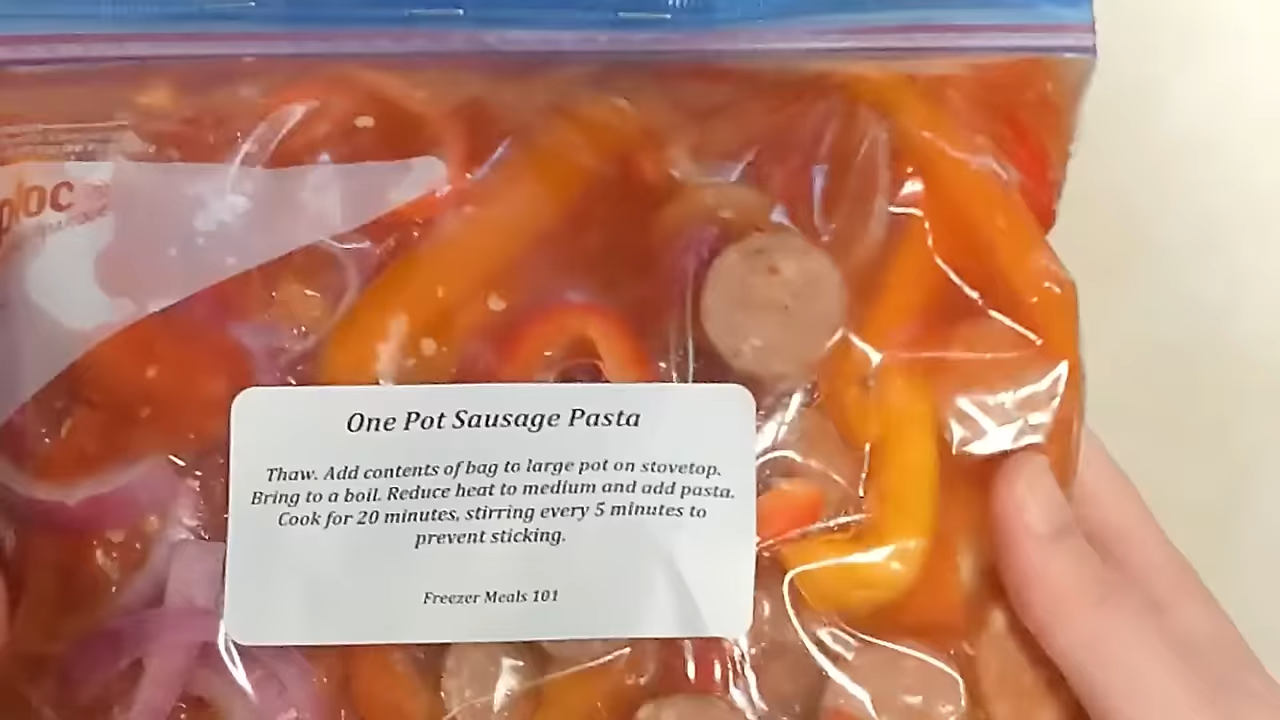 ploc
One Pot Sausage Pasta
Thaw. Add contents of bag to large pot on stovetop.
Bring to a boil. Reduce heat to medium and add pasta.
Cook for 20 minutes, stirring every 5 minutes to
prevent sticking.
Freezer Meals 101